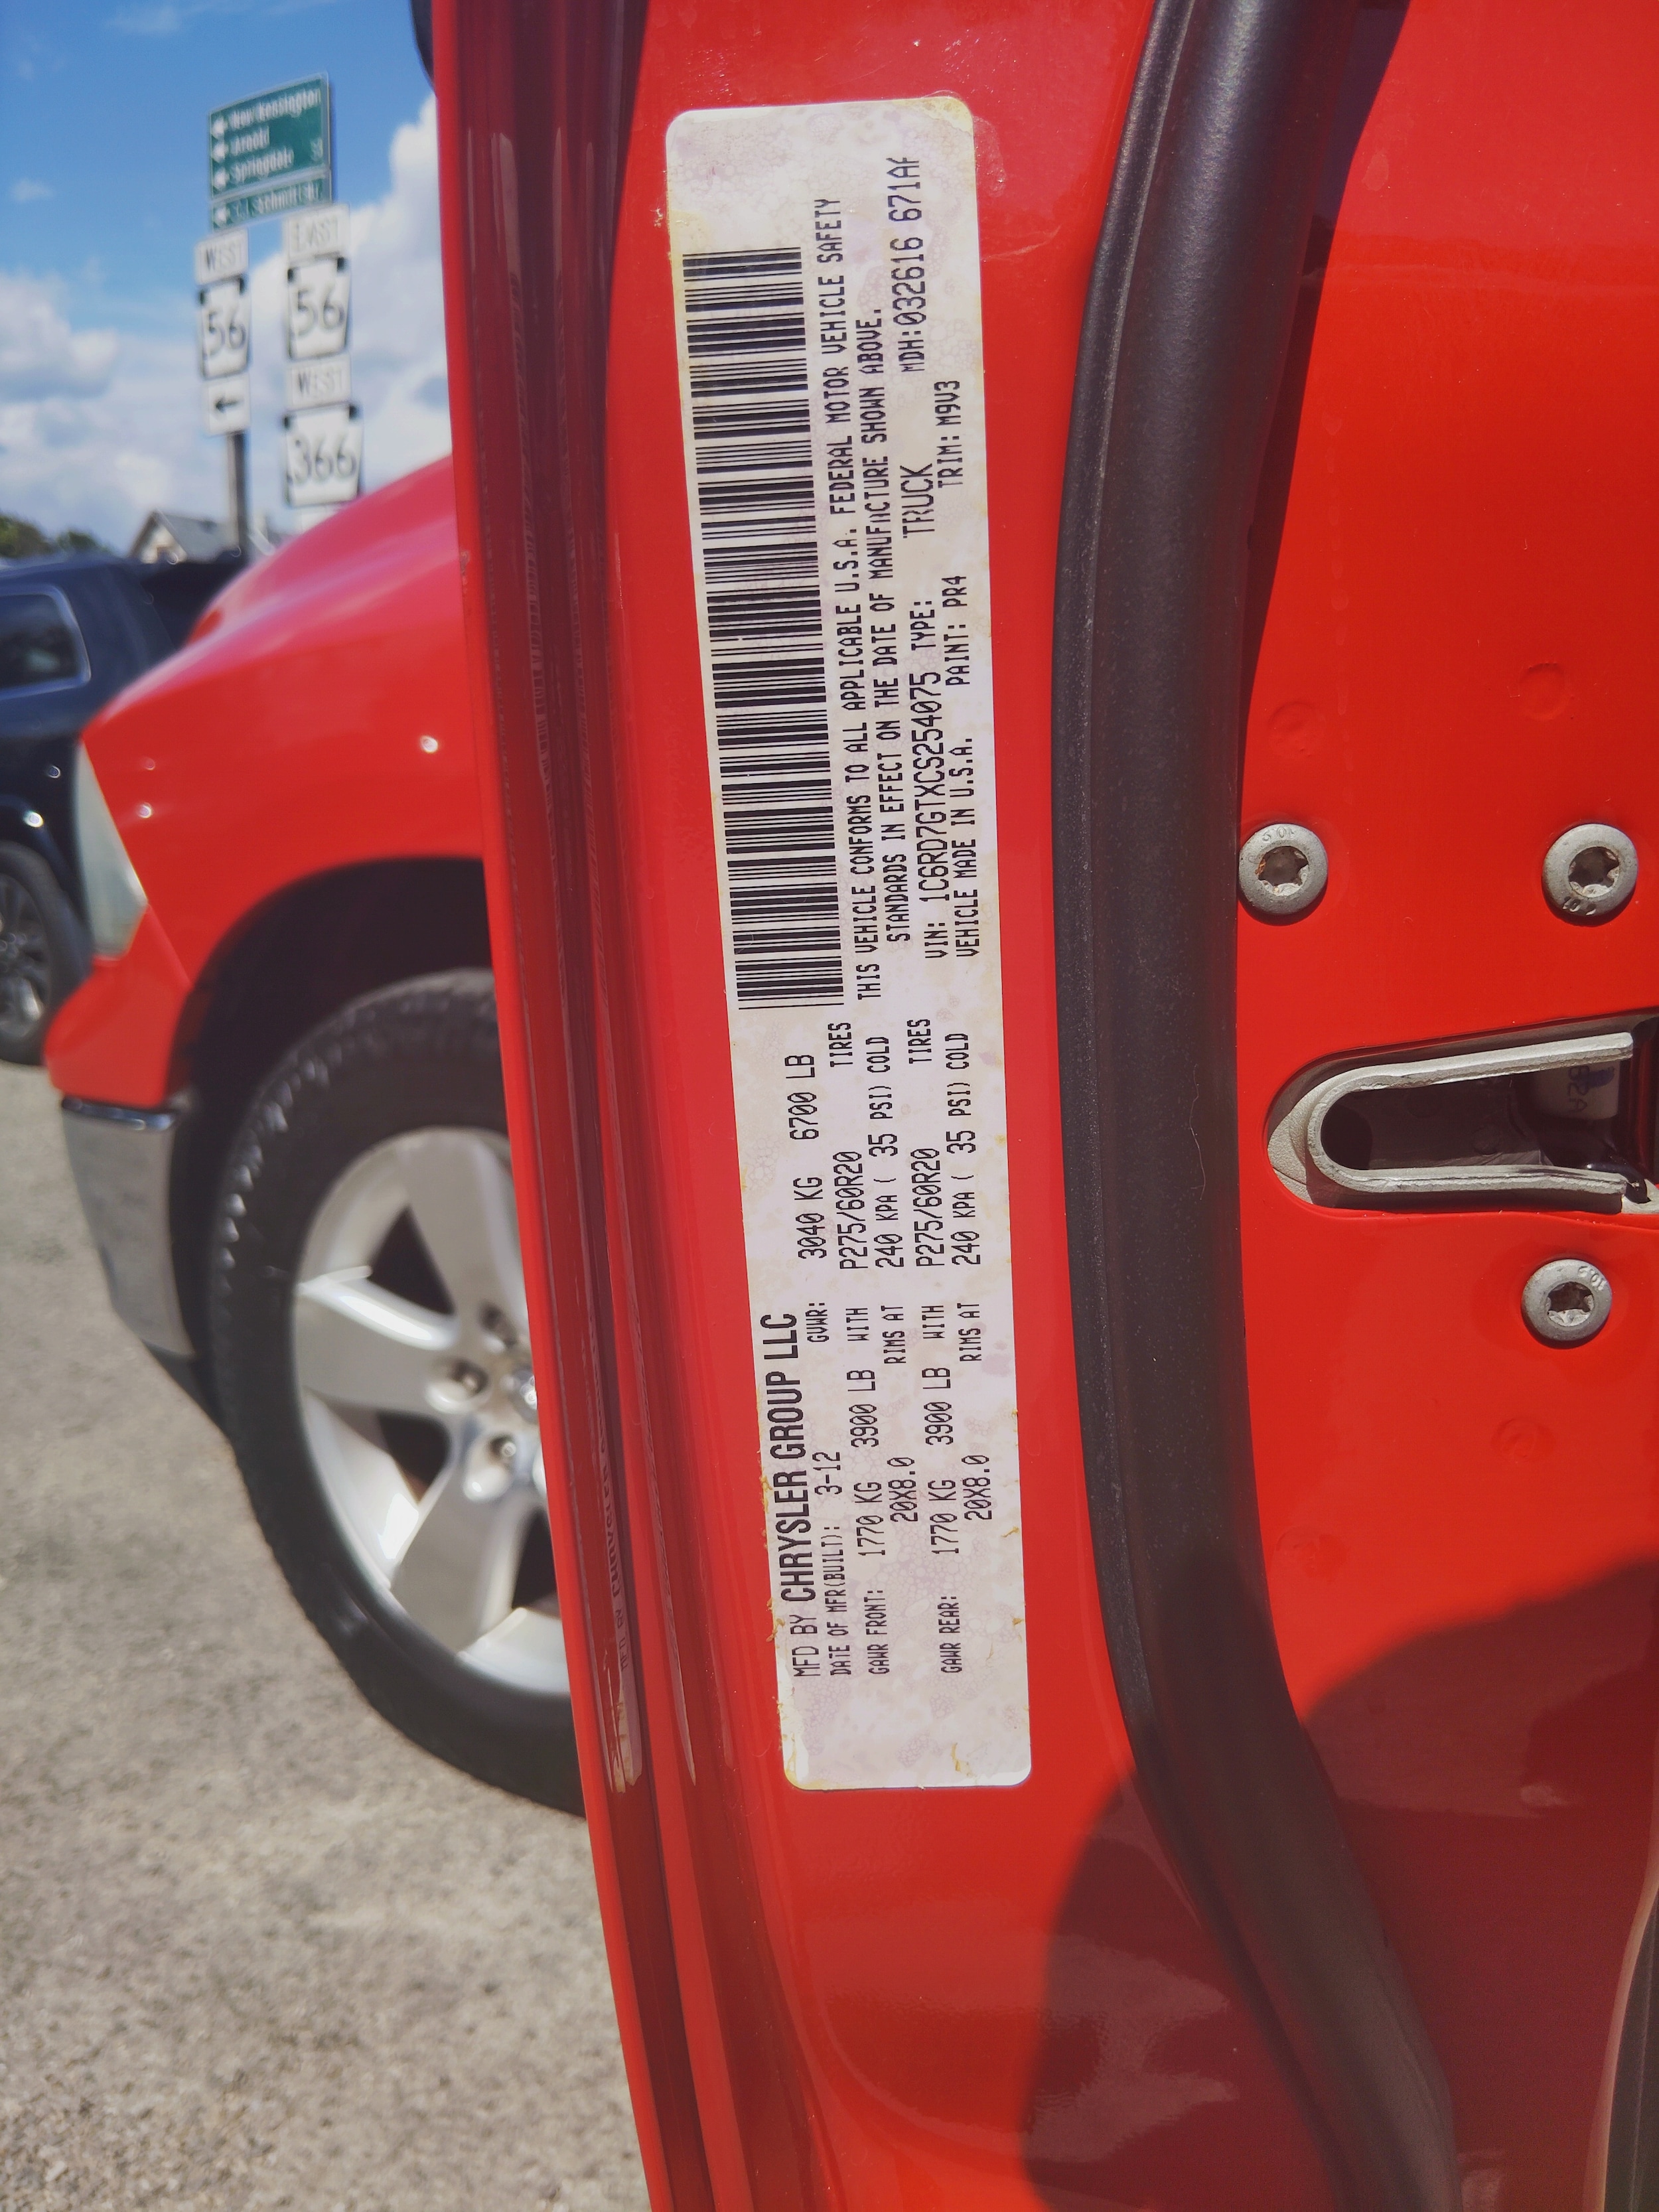 New Kensington
Arnold
Springdale
C.L. Schmitt Br
WEST
56
EAST
56
WEST
366
MFD BY CHRYSLER GROUP LLC
DATE OF MFR(BUILT): 3-12 GVWR: 3040 KG 6700 LB
GAWR FRONT: 1770 KG 3900 LB WITH P275/60R20 TIRES
20X8.0 RIMS AT 240 KPA ( 35 PSI) COLD
GAWR REAR: 1770 KG 3900 LB WITH P275/60R20 TIRES
20X8.0 RIMS AT 240 KPA ( 35 PSI) COLD
THIS VEHICLE CONFORMS TO ALL APPLICABLE U.S.A. FEDERAL MOTOR VEHICLE SAFETY
STANDARDS IN EFFECT ON THE DATE OF MANUFACTURE SHOWN ABOVE.
MDH:032616 671AF
VIN: 1C6RD7GTXCS254075 TYPE: TRUCK
VEHICLE MADE IN U.S.A. PAINT: PR4 TRIM: M9V3